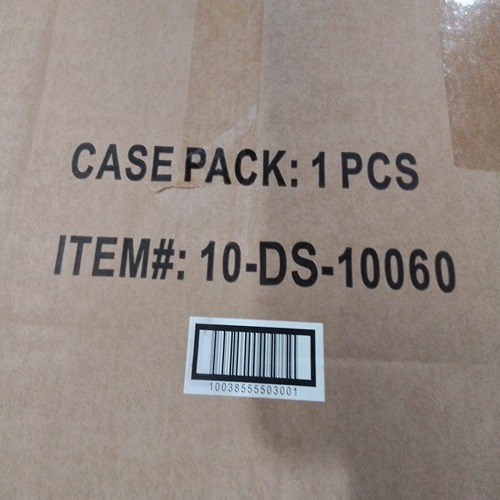 CASE PACK: 1 PCS
ITEM#: 10-DS-10060
10038555503001